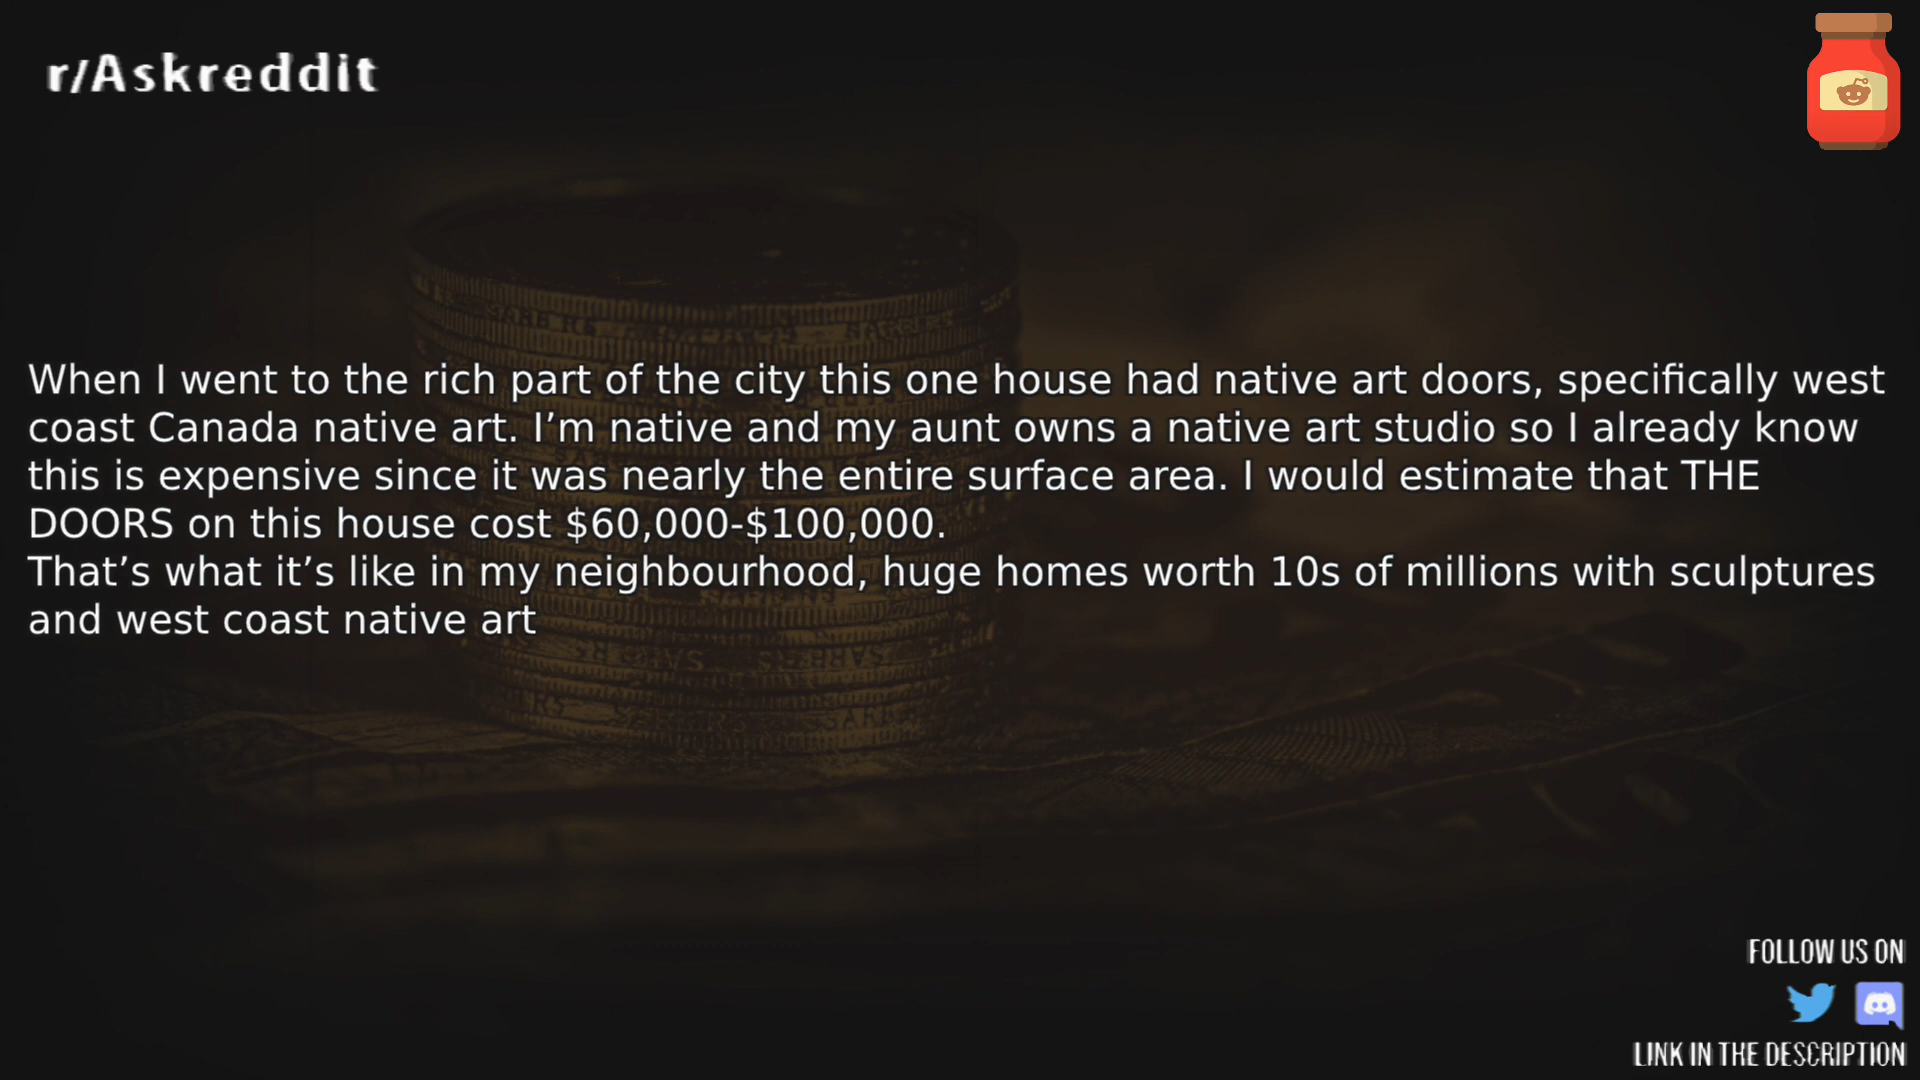 r/Askreddit
When I went to the rich part of the city this one house had native art doors, specifically west
coast Canada native art. I’m native and my aunt owns a native art studio so I already know
this is expensive since it was nearly the entire surface area. I would estimate that THE
DOORS on this house cost $60,000-$100,000.
That’s what it’s like in my neighbourhood, huge homes worth 10s of millions with sculptures
and west coast native art
FOLLOW US ON
LINK IN THE DESCRIPTION